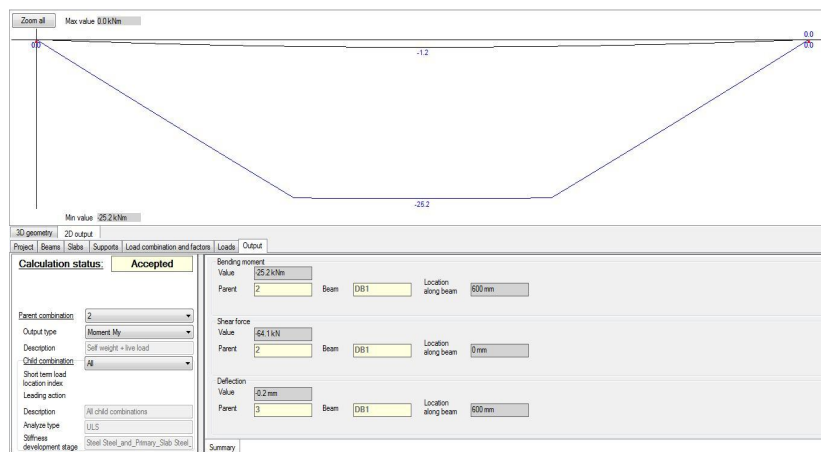 Zoom all Max value 0.0 kNm
0.0
0.0 0.0
-1.2
-25.2
Min value -25.2 kNm
3D geometry 2D output
Project Beams Slabs Supports Load combination and factors Loads Output
Calculation status: Accepted
Parent combination 2
Output type Moment My
Description Self weight + live load
Child combination All
Short term load
location index
Leading action
Description All child combinations
Analyze type ULS
Stiffness
development stage Steel Steel_and_Primary_Slab Steel_
Bending moment
Value -25.2 kNm
Parent 2 Beam DB1 Location
along beam 600 mm
Shear force
Value -64.1 kN
Parent 2 Beam DB1 Location
along beam 0 mm
Deflection
Value -0.2 mm
Parent 3 Beam DB1 Location
along beam 600 mm
Summary